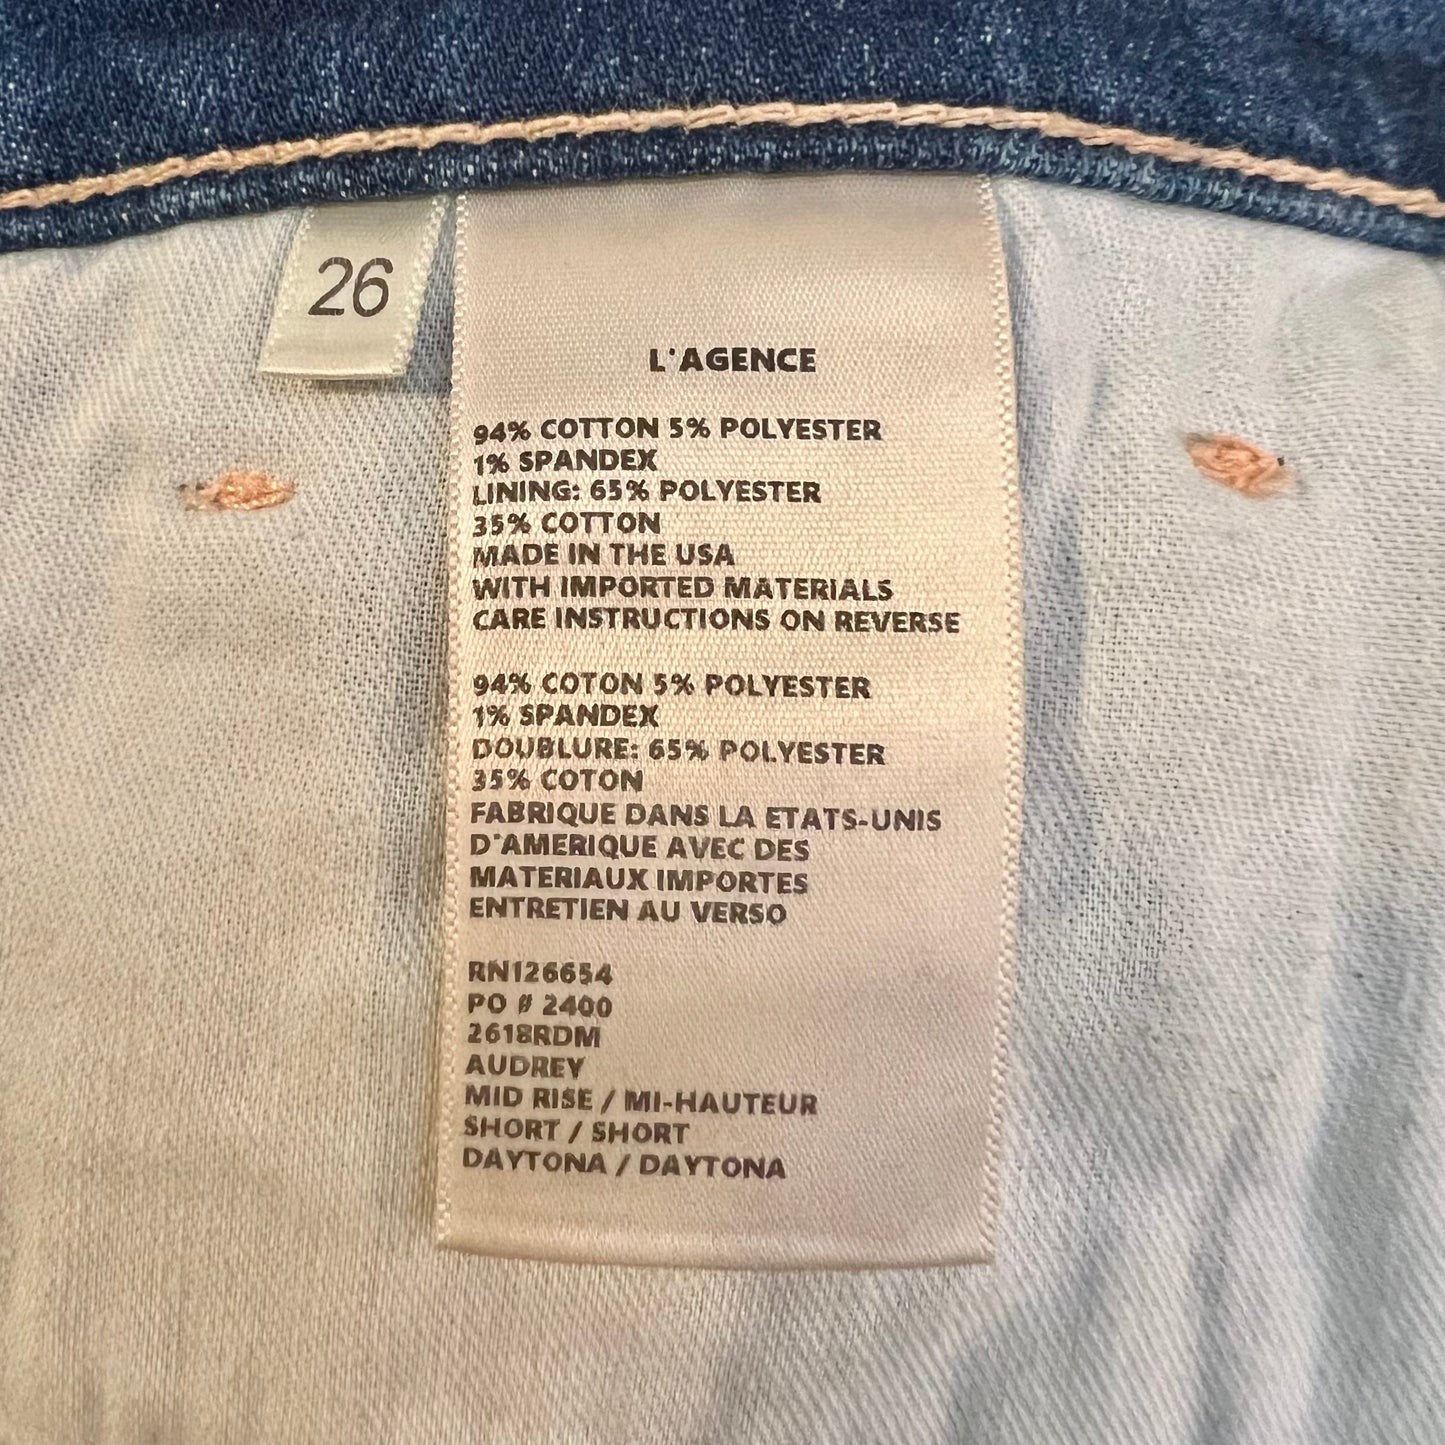 26
L'AGENCE
94% COTTON 5% POLYESTER
1% SPANDEX
LINING: 65% POLYESTER
35% COTTON
MADE IN THE USA
WITH IMPORTED MATERIALS
CARE INSTRUCTIONS ON REVERSE
94% COTON 5% POLYESTER
1% SPANDEX
DOUBLURE: 65% POLYESTER
35% COTON
FABRIQUE DANS LA ETATS-UNIS
D'AMERIQUE AVEC DES
MATERIAUX IMPORTES
ENTRETIEN AU VERSO
RN126654
PO # 2400
2618RDM
AUDREY
MID RISE / MI-HAUTEUR
SHORT / SHORT
DAYTONA / DAYTONA